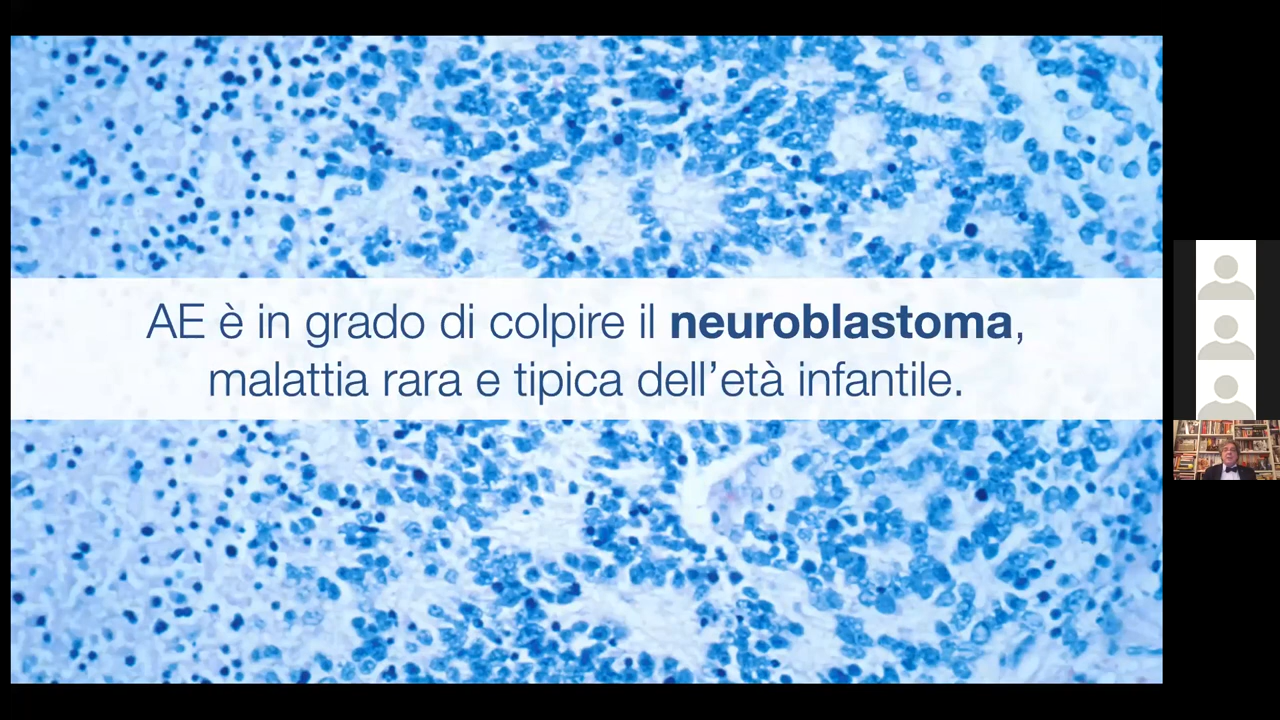 AE è in grado di colpire il neuroblastoma,
malattia rara e tipica dell’età infantile.